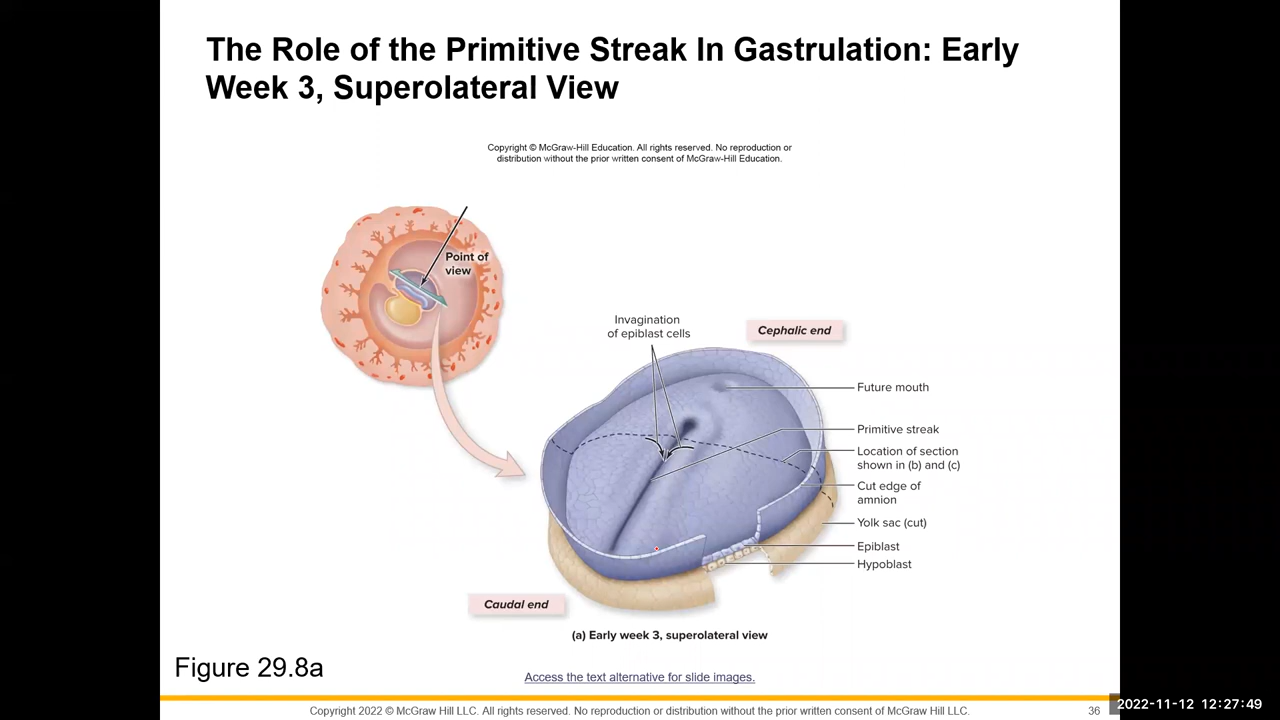 The Role of the Primitive Streak In Gastrulation: Early
Week 3, Superolateral View
Copyright © McGraw-Hill Education. All rights reserved. No reproduction or
distribution without the prior written consent of McGraw-Hill Education.
Point of
view
Invagination
of epiblast cells
Cephalic end
Future mouth
Primitive streak
Location of section
shown in (b) and (c)
Cut edge of
amnion
Yolk sac (cut)
Epiblast
Hypoblast
Caudal end
(a) Early week 3, superolateral view
Figure 29.8a
Access the text alternative for slide images.
Copyright 2022 © McGraw Hill LLC. All rights reserved. No reproduction or distribution without the prior written consent of McGraw Hill LLC.
36
2022-11-12 12:27:49